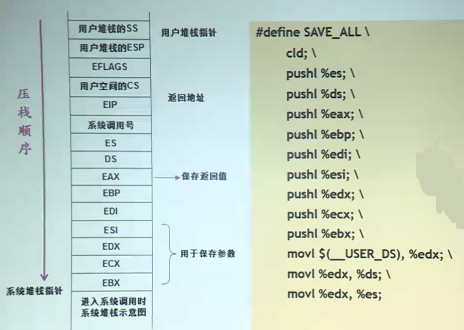 用户堆栈的SS
用户堆栈的ESP
EFLAGS
用户空间的CS
EIP
系统调用号
ES
DS
EAX
EBP
EDI
ESI
EDX
ECX
EBX
进入系统调用时
系统堆栈示意图
压栈顺序
系统堆栈指针
用户堆栈指针
返回地址
保存返回值
用于保存参数
#define SAVE_ALL \
cld; \
pushl %es; \
pushl %ds; \
pushl %eax; \
pushl %ebp; \
pushl %edi; \
pushl %esi; \
pushl %edx; \
pushl %ecx; \
pushl %ebx; \
movl $(__USER_DS), %edx; \
movl %edx, %ds; \
movl %edx, %es;